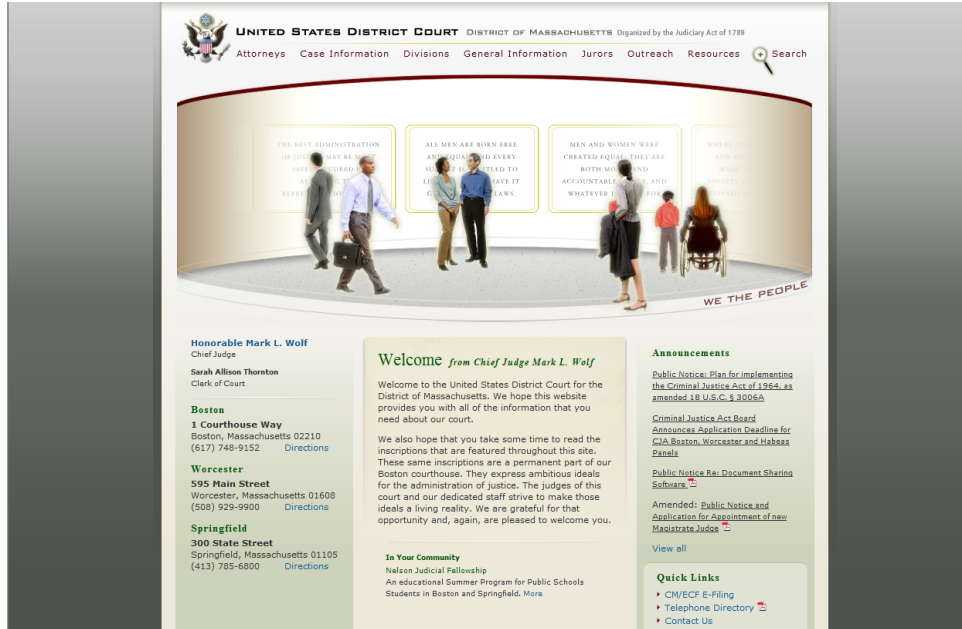 UNITED STATES DISTRICT COURT DISTRICT OF MASSACHUSETTS Organized by the Judiciary Act of 1789
Attorneys Case Information Divisions General Information Jurors Outreach Resources Search
THE BEST ADMINISTRATION
OF JUSTICE MAY BE
ALL MEN ARE BORN FREE
AND EQUAL AND EVERY
LAWS.
MEN AND WOMEN WERE
CREATED EQUAL. THEY ARE
BOTH AND
ACCOUNTABLE AND
WHATEVER
WE THE PEOPLE
Honorable Mark L. Wolf
Chief Judge
Sarah Allison Thornton
Clerk of Court
Boston
1 Courthouse Way
Boston, Massachusetts 02210
(617) 748-9152 Directions
Worcester
595 Main Street
Worcester, Massachusetts 01608
(508) 929-9900 Directions
Springfield
300 State Street
Springfield, Massachusetts 01105
(413) 785-6800 Directions
Welcome from Chief Judge Mark L. Wolf
Welcome to the United States District Court for the
District of Massachusetts. We hope this website
provides you with all of the information that you
need about our court.
We also hope that you take some time to read the
inscriptions that are featured throughout this site.
These same inscriptions are a permanent part of our
Boston courthouse. They express ambitious ideals
for the administration of justice. The judges of this
court and our dedicated staff strive to make those
ideals a living reality. We are grateful for that
opportunity and, again, are pleased to welcome you.
In Your Community
Nelson Judicial Fellowship
An educational Summer Program for Public Schools
Students in Boston and Springfield. More
Announcements
Public Notice: Plan for implementing
the Criminal Justice Act of 1964, as
amended 18 U.S.C. § 3006A
Criminal Justice Act Board
Announces Application Deadline for
CJA Boston, Worcester and Habeas
Panels
Public Notice Re: Document Sharing
Software
Amended: Public Notice and
Application for Appointment of new
Magistrate Judge
View all
Quick Links
CM/ECF E-Filing
Telephone Directory
Contact Us